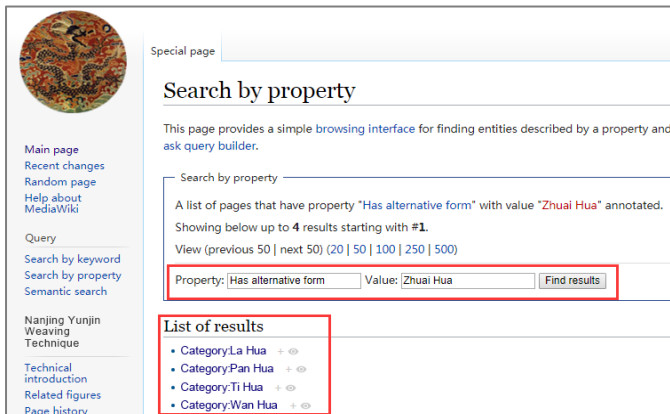 Special page
Search by property
This page provides a simple browsing interface for finding entities described by a property and
ask query builder.
Search by property
A list of pages that have property "Has alternative form" with value "Zhuai Hua" annotated.
Showing below up to 4 results starting with #1.
View (previous 50 | next 50) (20 | 50 | 100 | 250 | 500)
Property: Has alternative form Value: Zhuai Hua Find results
List of results
Category:La Hua
Category:Pan Hua
Category:Ti Hua
Category:Wan Hua
Main page
Recent changes
Random page
Help about
MediaWiki
Query
Search by keyword
Search by property
Semantic search
Nanjing Yunjin
Weaving
Technique
Technical
introduction
Related figures
Page history